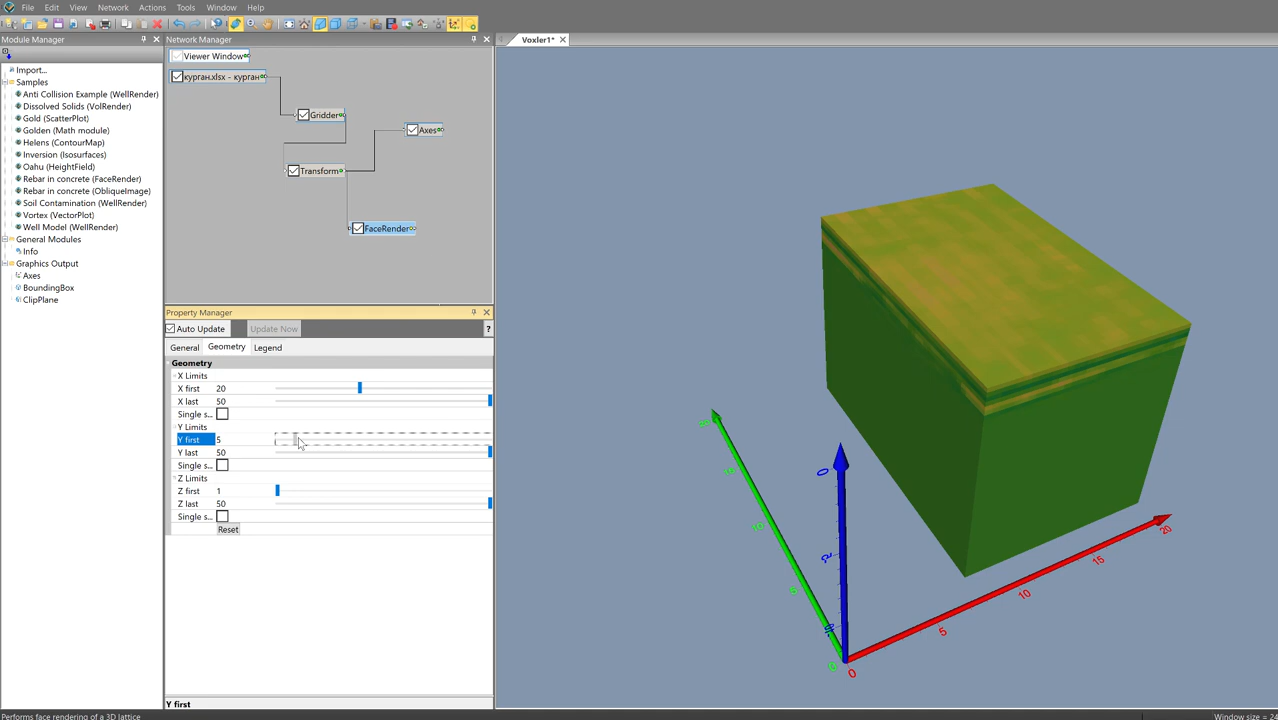 File Edit View Network Actions Tools Window Help
Module Manager
Network Manager
Voxler1*
Import...
Samples
Anti Collision Example (WellRender)
Dissolved Solids (VolRender)
Gold (ScatterPlot)
Golden (Math module)
Helens (ContourMap)
Inversion (Isosurfaces)
Oahu (HeightField)
Rebar in concrete (FaceRender)
Rebar in concrete (ObliqueImage)
Soil Contamination (WellRender)
Vortex (VectorPlot)
Well Model (WellRender)
General Modules
Info
Graphics Output
Axes
BoundingBox
ClipPlane
Viewer Window
курган.xlsx - курган
Gridder
Axes
Transform
FaceRender
Property Manager
Auto Update
Update Now
?
General Geometry Legend
Geometry
X Limits
X first 20
X last 50
Single s...
Y Limits
Y first 5
Y last 50
Single s...
Z Limits
Z first 1
Z last 50
Single s...
Reset
Y first
0
5
10
15
20
Performs face rendering of a 3D lattice
Window size = 24